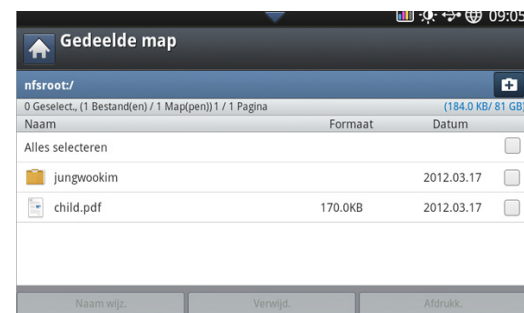 09:05
Gedeelde map
nfsroot:/
0 Geselect., (1 Bestand(en) / 1 Map(pen)) 1 / 1 Pagina (184.0 KB/ 81 GB)
Naam Formaat Datum
Alles selecteren
jungwookim 2012.03.17
child.pdf 170.0KB 2012.03.17
Naam wijz. Verwijd. Afdrukk.